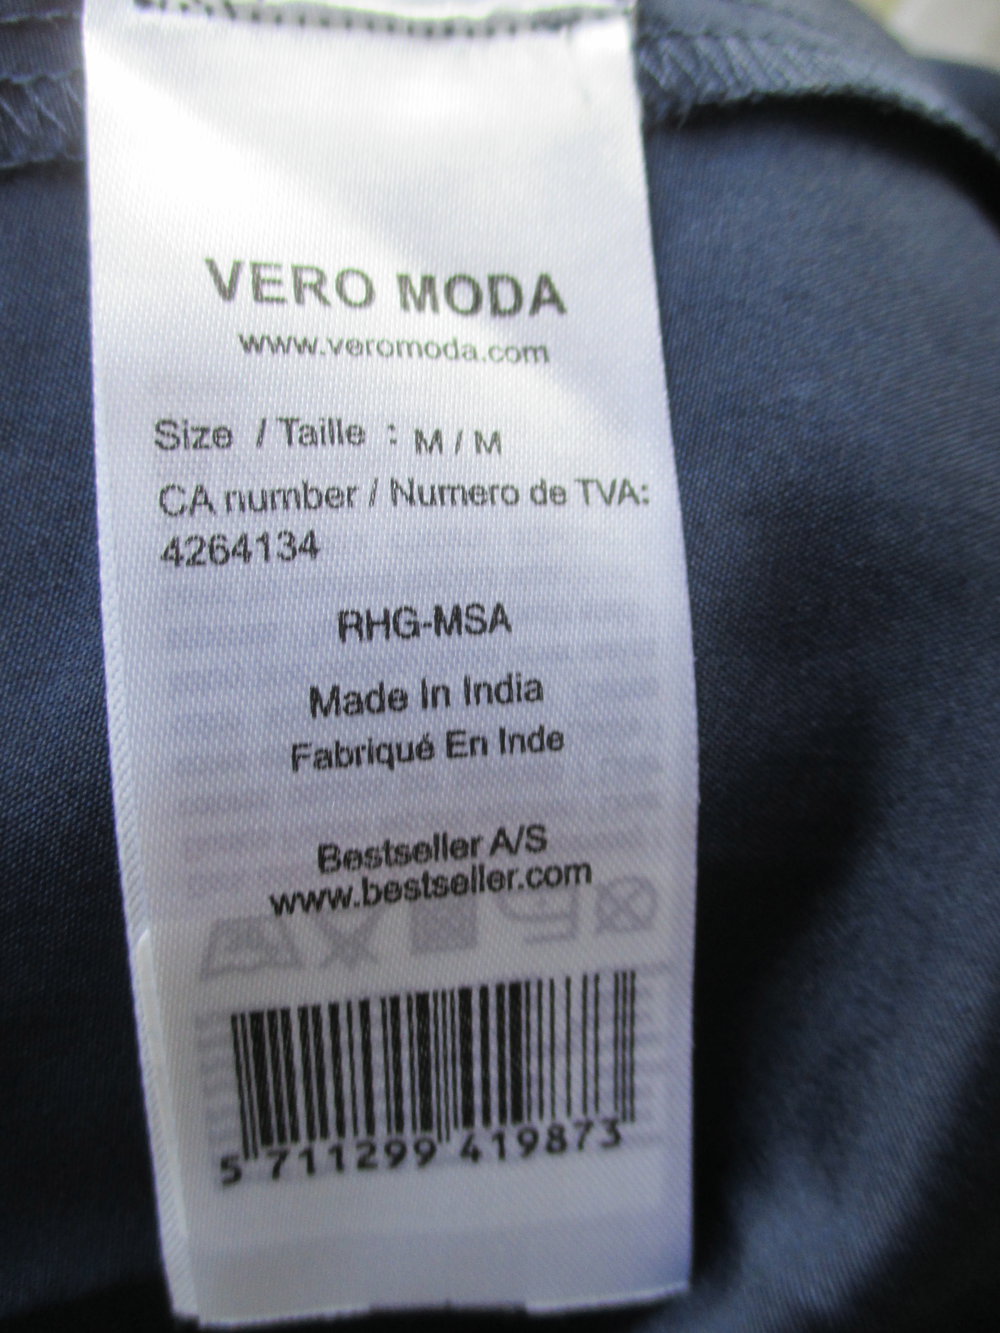 VERO MODA
www.veromoda.com
Size / Taille : M / M
CA number / Numero de TVA:
4264134
RHG-MSA
Made In India
Fabriqué En Inde
Bestseller A/S
www.bestseller.com
5 711299 419873